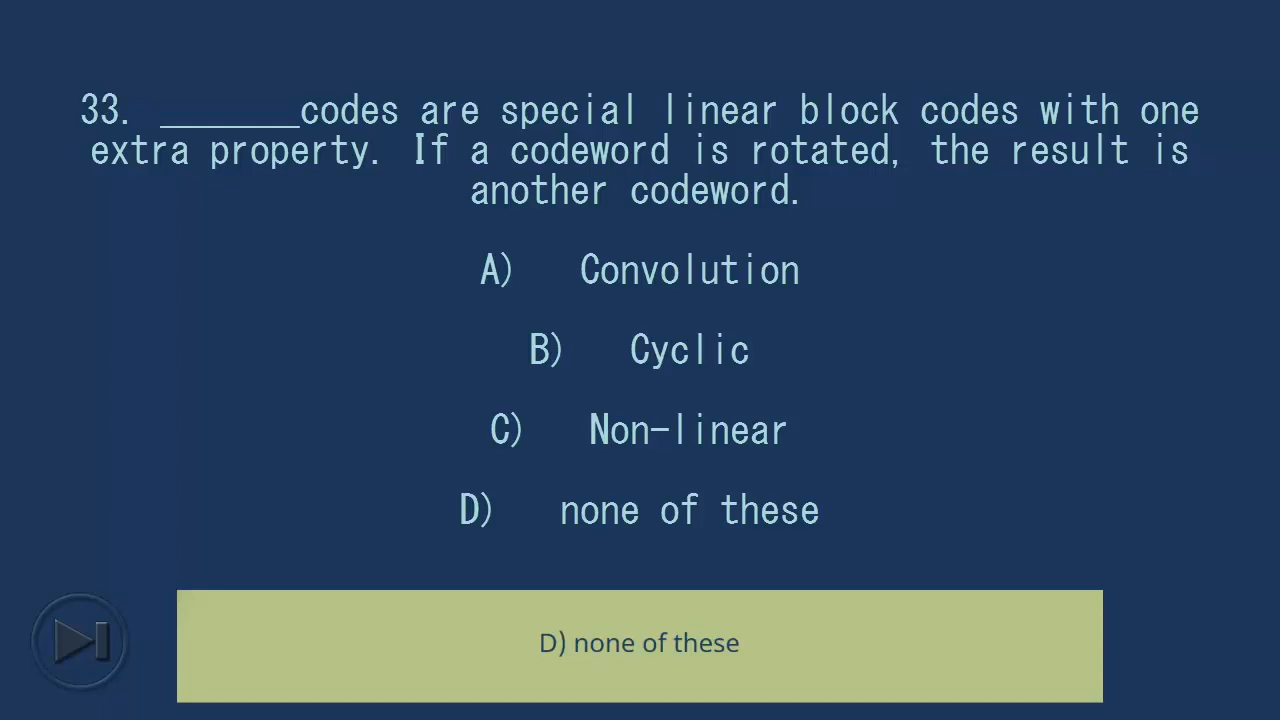 33. _______codes are special linear block codes with one
extra property. If a codeword is rotated, the result is
another codeword.
A) Convolution
B) Cyclic
C) Non-linear
D) none of these
D) none of these